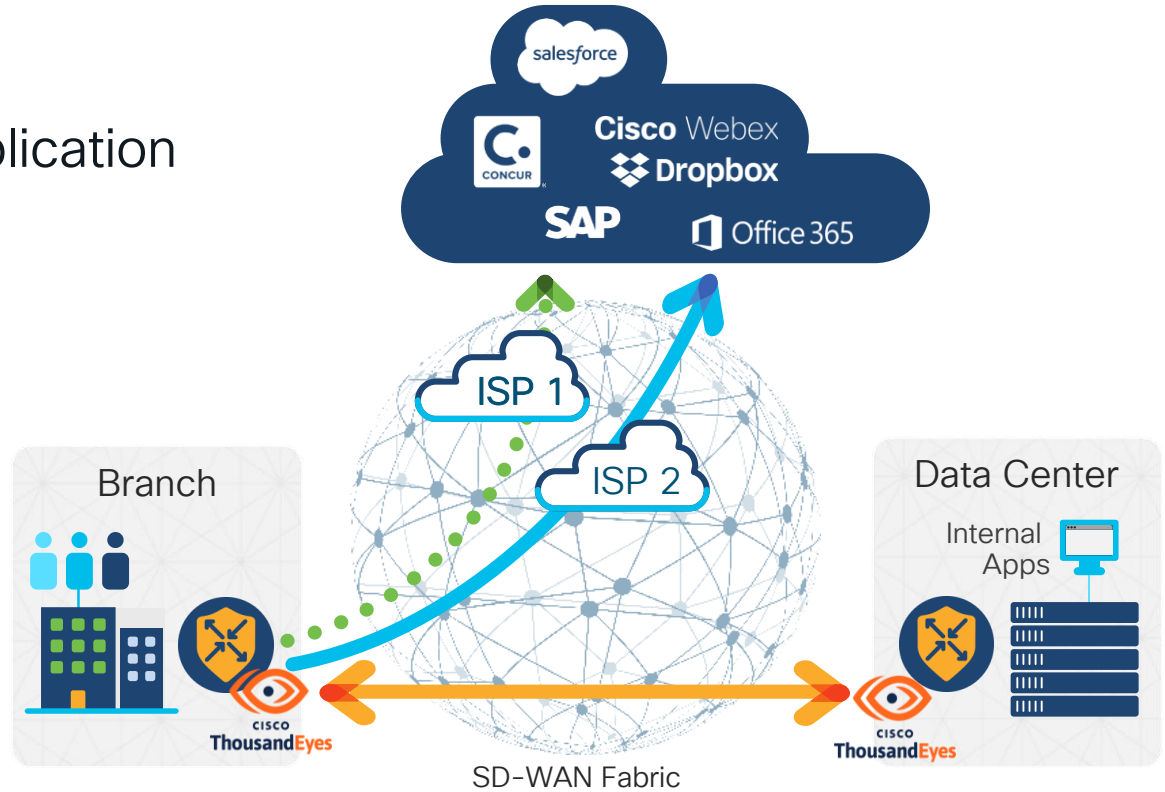 salesforce
C.
CONCUR
Cisco Webex
Dropbox
SAP
Office 365
ISP 1
ISP 2
Branch
Data Center
Internal
Apps
CISCO
ThousandEyes
CISCO
ThousandEyes
SD-WAN Fabric